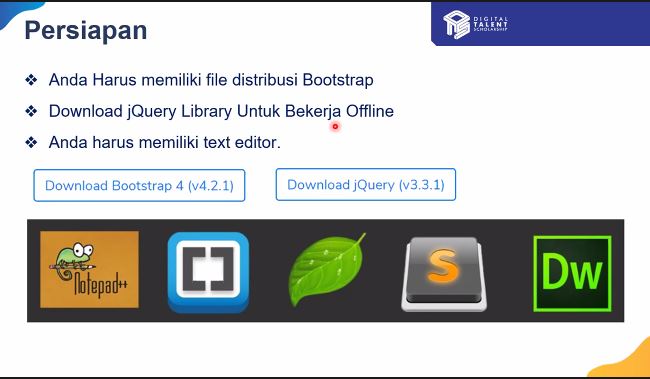 Persiapan
DIGITAL
TALENT
SCHOLARSHIP
❖ Anda Harus memiliki file distribusi Bootstrap
❖ Download jQuery Library Untuk Bekerja Offline
❖ Anda harus memiliki text editor.
Download Bootstrap 4 (v4.2.1)
Download jQuery (v3.3.1)
Notepad++
S
Dw